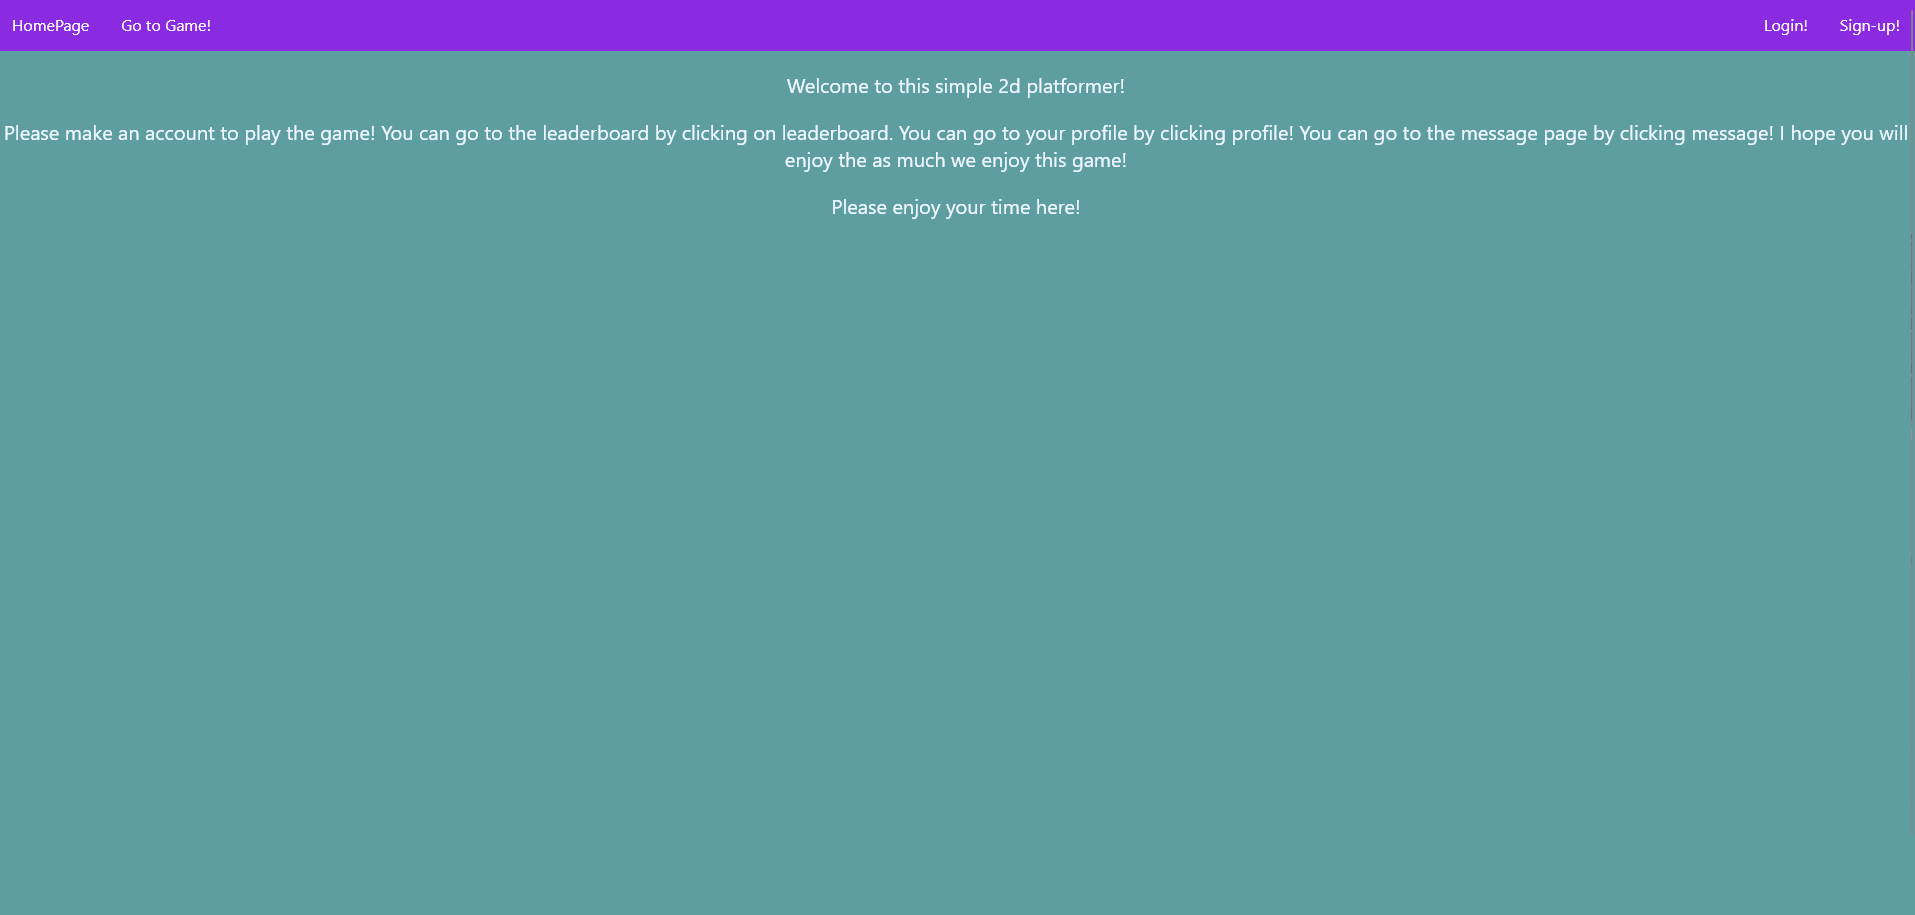 HomePage Go to Game! Login! Sign-up!
Welcome to this simple 2d platformer!
Please make an account to play the game! You can go to the leaderboard by clicking on leaderboard. You can go to your profile by clicking profile! You can go to the message page by clicking message! I hope you will
enjoy the as much we enjoy this game!
Please enjoy your time here!